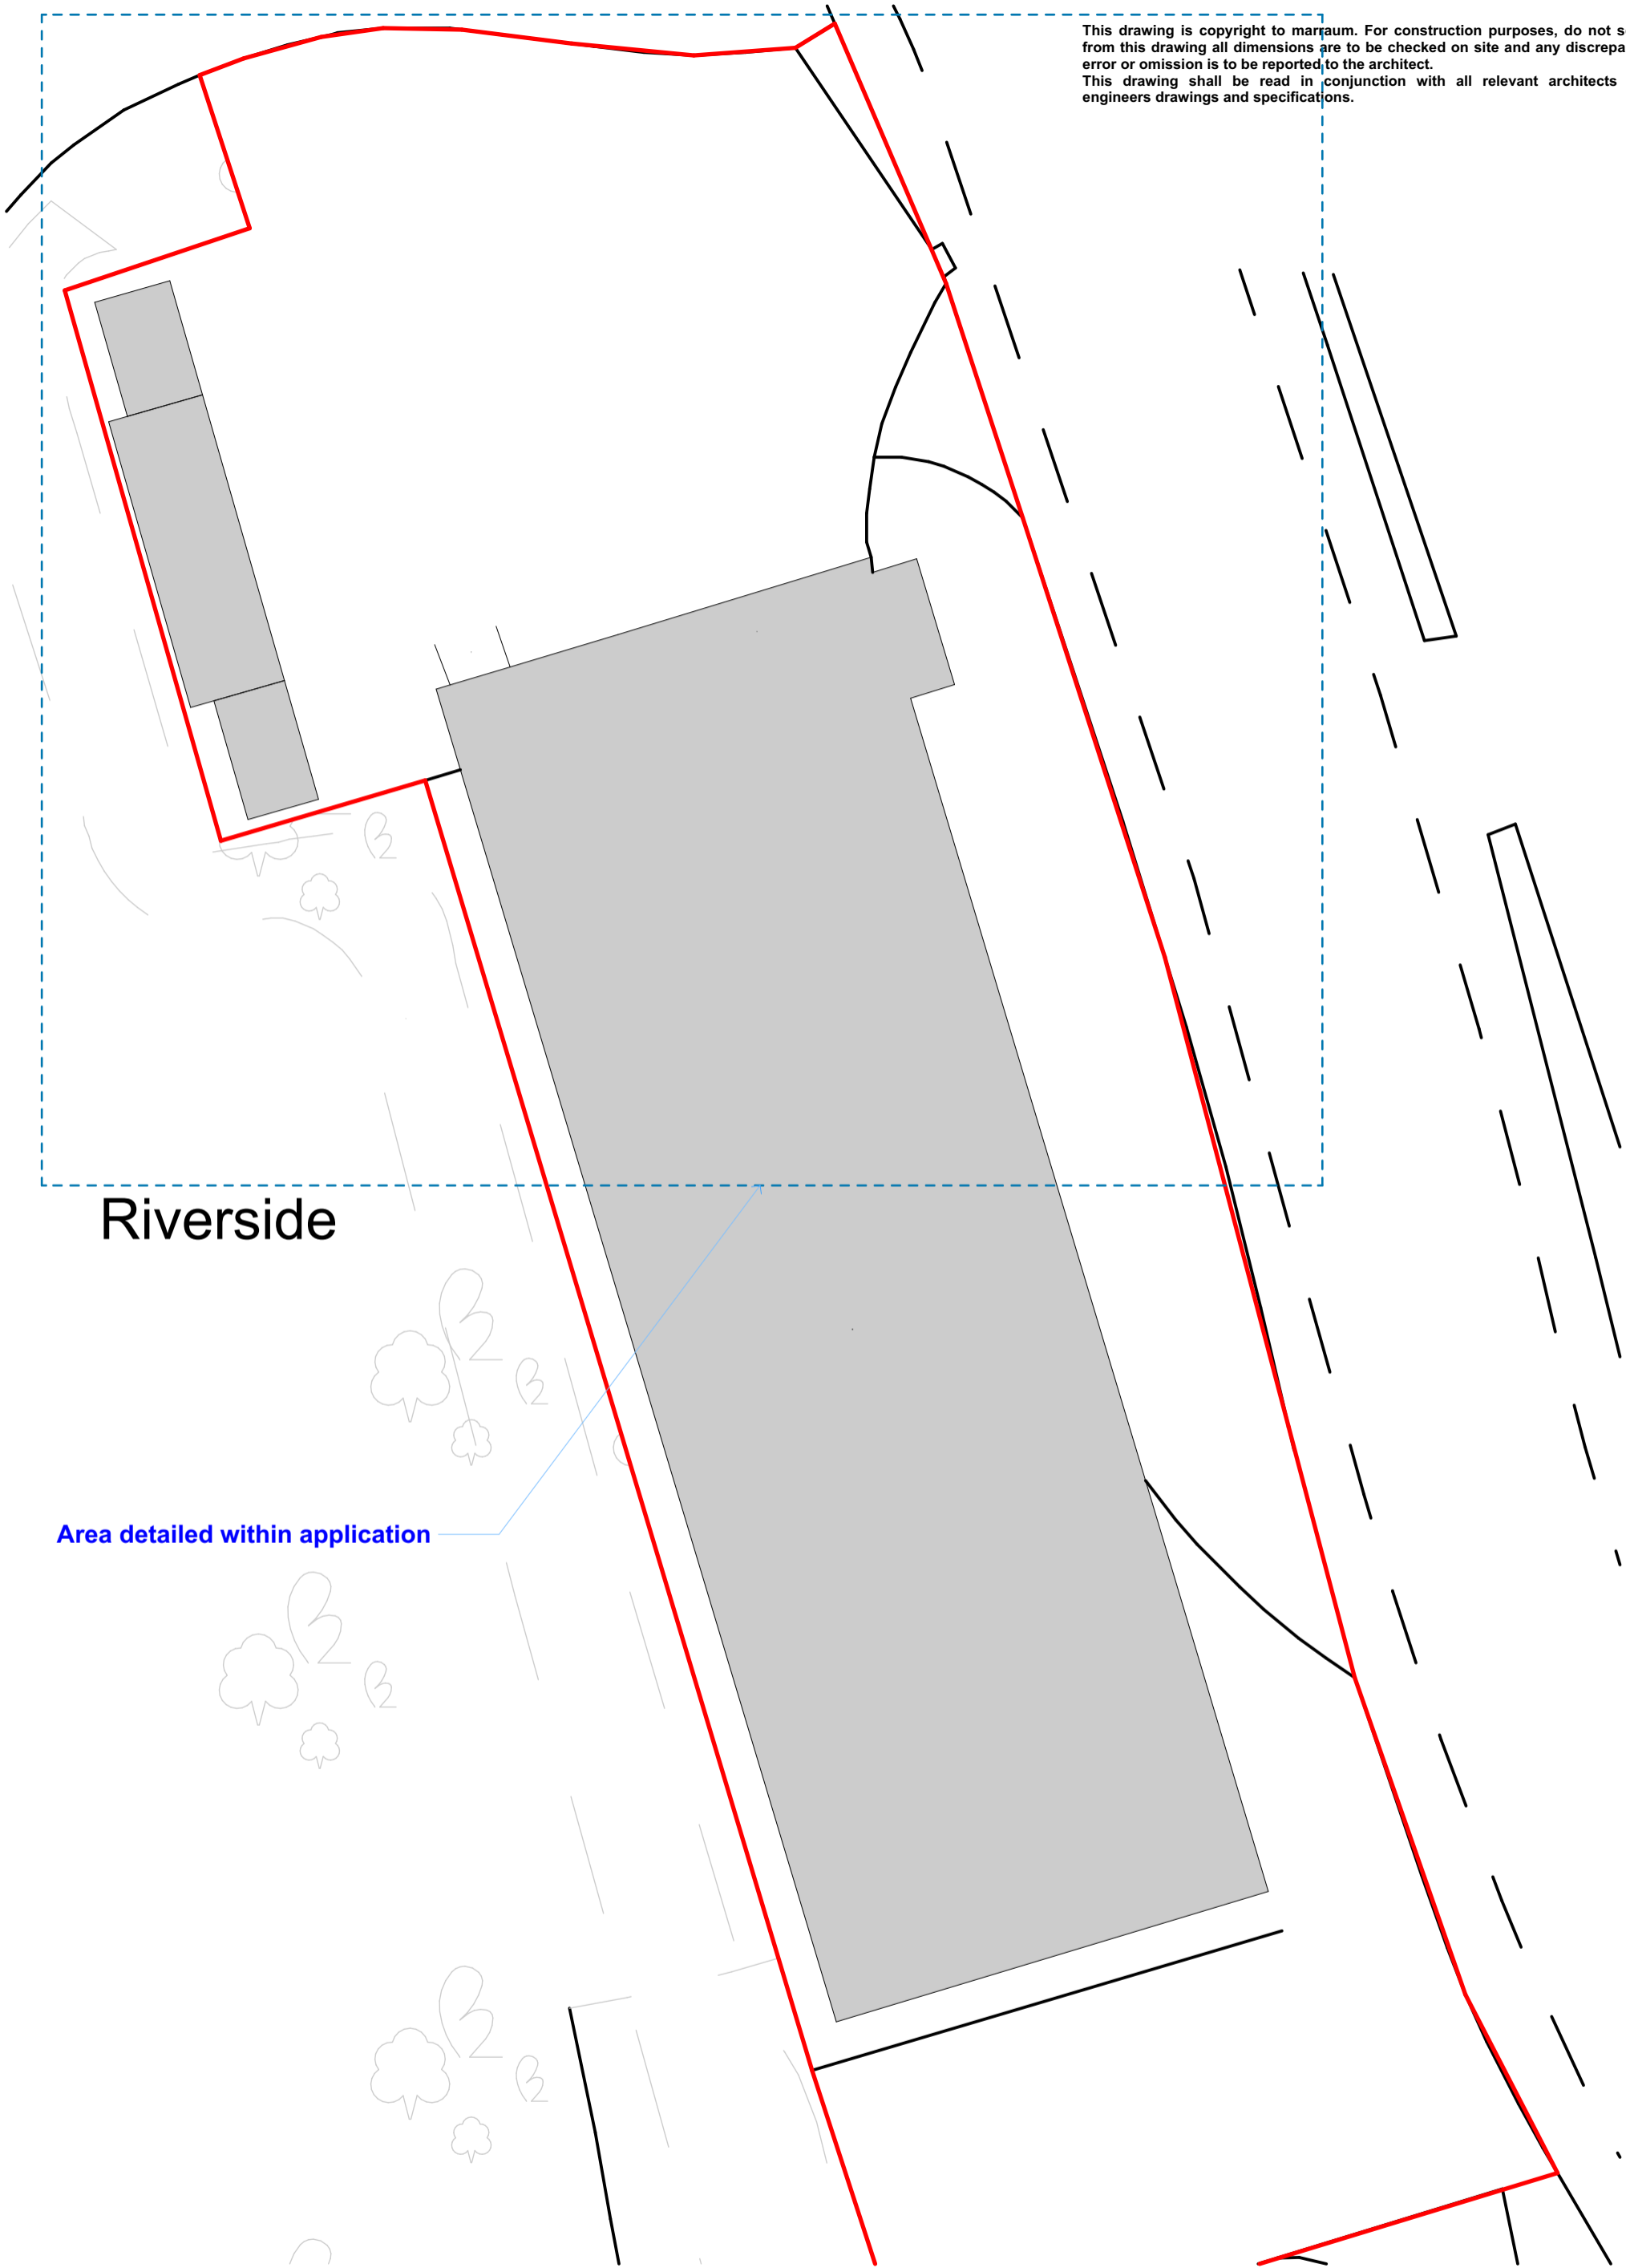 This drawing is copyright to marraum. For construction purposes, do not
from this drawing all dimensions are to be checked on site and any
error or omission is to be reported to the architect.
This drawing shall be read in conjunction with all relevant architects
engineers drawings and specifications.
Riverside
Area detailed within application